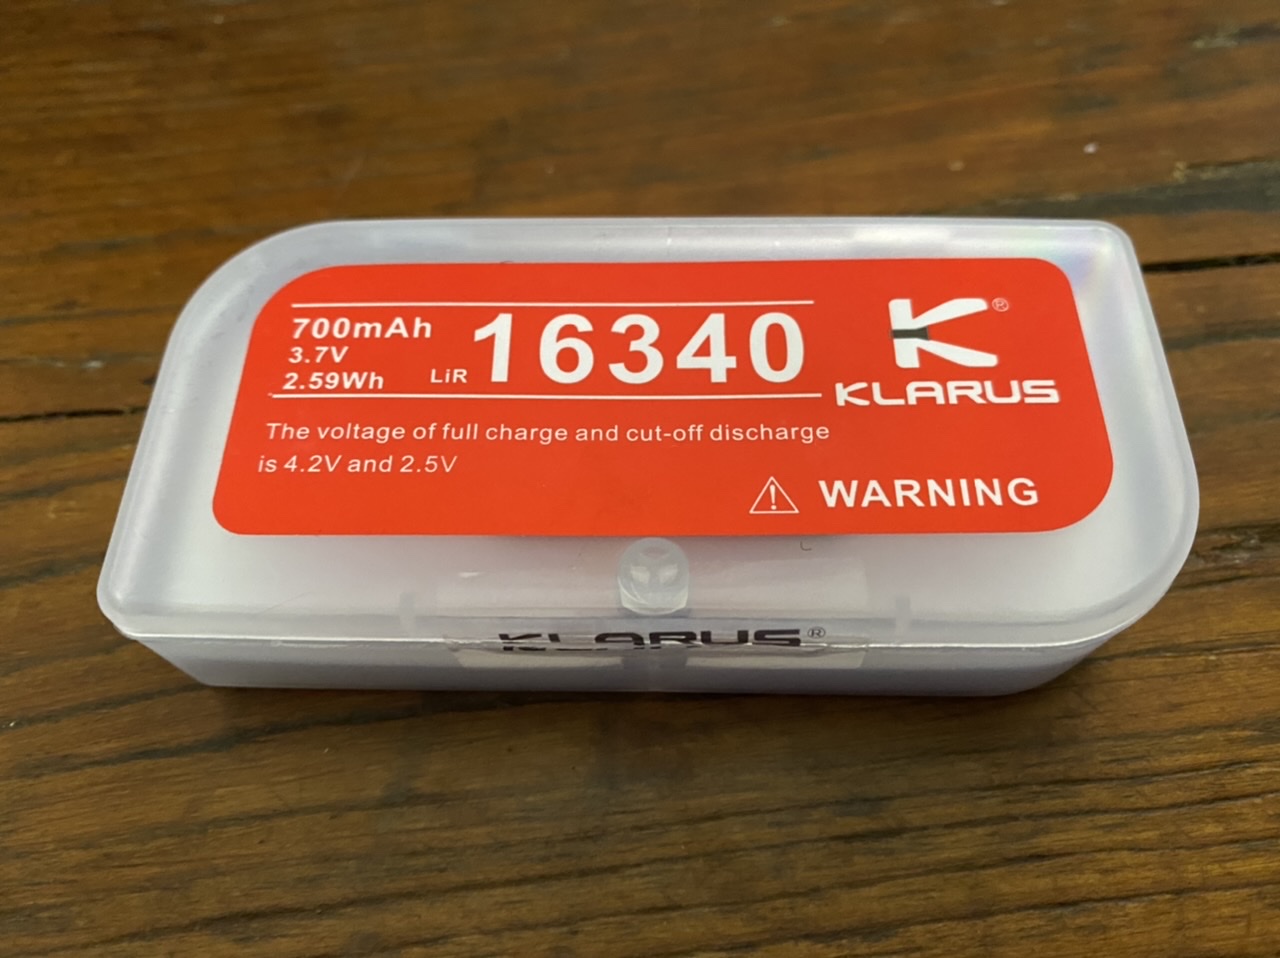 700mAh
3.7V
2.59Wh
LiR 16340
K®
KLARUS
The voltage of full charge and cut-off discharge
is 4.2V and 2.5V
WARNING
KLARUS®